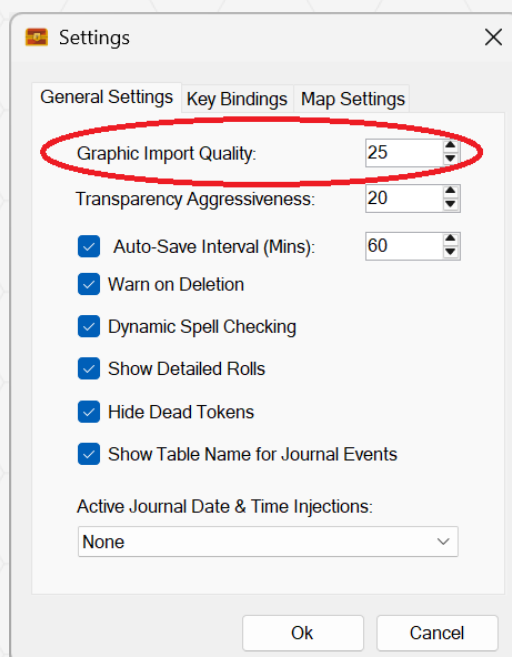 Settings
General Settings Key Bindings Map Settings
Graphic Import Quality: 25
Transparency Aggressiveness: 20
Auto-Save Interval (Mins): 60
Warn on Deletion
Dynamic Spell Checking
Show Detailed Rolls
Hide Dead Tokens
Show Table Name for Journal Events
Active Journal Date & Time Injections:
None
Ok Cancel